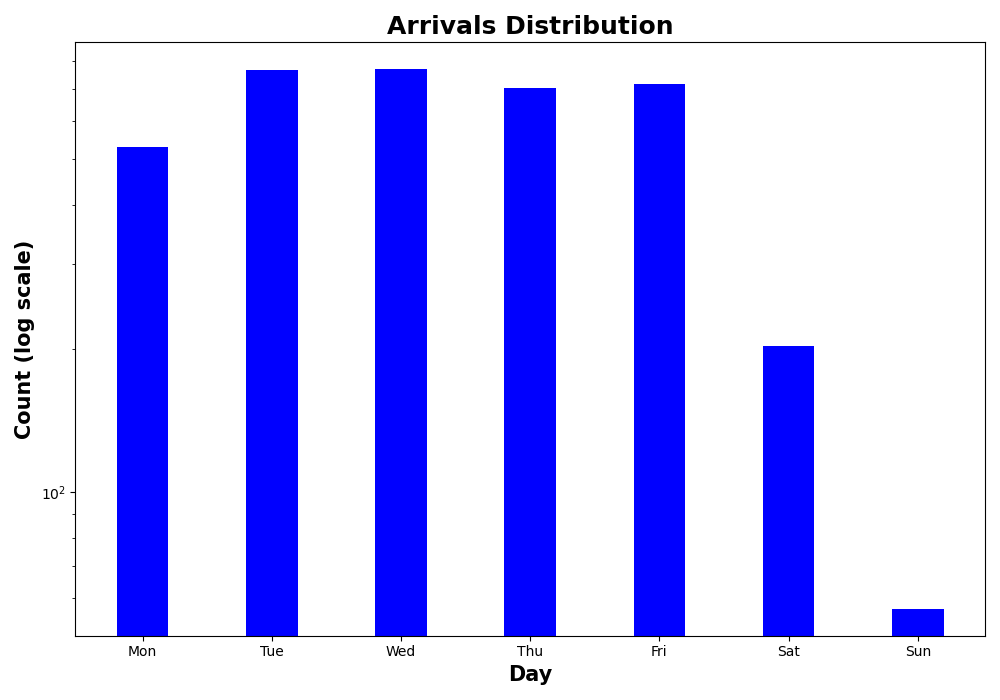 Arrivals Distribution
Count (log scale)
10²
Mon Tue Wed Thu Fri Sat Sun
Day